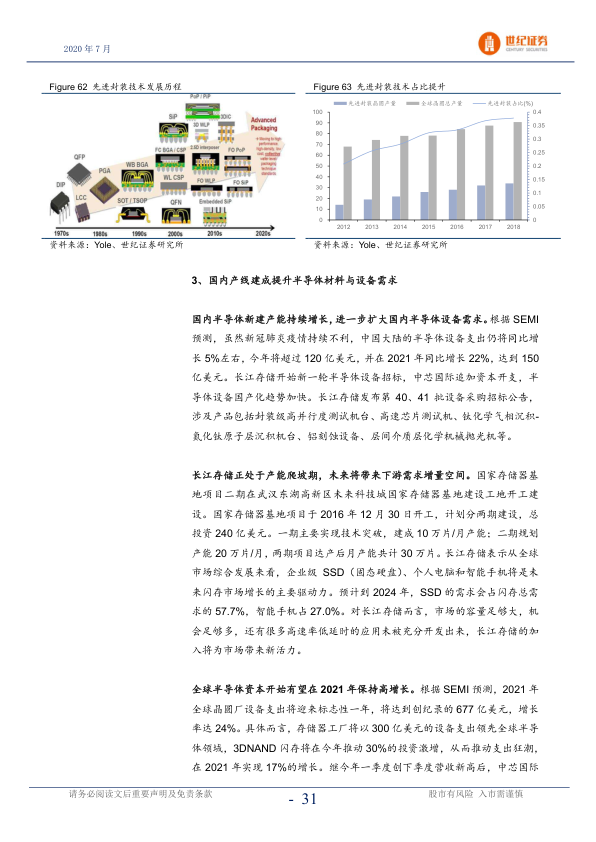 2020 年 7 月
世纪证券
CENTURY SECURITIES
Figure 62 先进封装技术发展历程
PoP / PiP
SiP
3D WLP
3DIC
Advanced
Packaging
QFP
FC BGA / CSP
2.5D interposer
FO PoP
WB BGA
PGA
DIP
WL CSP
FO WLP
FO SiP
LCC
SOT / TSOP
QFN
Embedded SiP
1970s 1980s 1990s 2000s 2010s 2020s
资料来源：Yole、世纪证券研究所
Figure 63 先进封装技术占比提升
先进封装晶圆产量 全球晶圆总产量 先进封装占比(%)
100 0.4
90 0.35
80 0.3
70 0.25
60 0.2
50 0.15
40 0.1
30 0.05
20 0
10
0
2012 2013 2014 2015 2016 2017 2018
资料来源：Yole、世纪证券研究所
3、国内产线建成提升半导体材料与设备需求
国内半导体新建产能持续增长，进一步扩大国内半导体设备需求。根据 SEMI
预测，虽然新冠肺炎疫情持续不利，中国大陆的半导体设备支出仍将同比增
长 5%左右，今年将超过 120 亿美元，并在 2021 年同比增长 22%，达到 150
亿美元。长江存储开始新一轮半导体设备招标，中芯国际追加资本开支，半
导体设备国产化趋势加快。长江存储发布第 40、41 批设备采购招标公告，
涉及产品包括封装级高并行度测试机台、高速芯片测试机、钛化学气相沉积-
氮化钛原子层沉积机台、铝刻蚀设备、层间介质层化学机械抛光机等。
长江存储正处于产能爬坡期，未来将带来下游需求增量空间。国家存储器基
地项目二期在武汉东湖高新区未来科技城国家存储器基地建设工地开工建
设。国家存储器基地项目于 2016 年 12 月 30 日开工，计划分两期建设，总
投资 240 亿美元。一期主要实现技术突破，建成 10 万片/月产能；二期规划
产能 20 万片/月，两期项目达产后月产能共计 30 万片。长江存储表示从全球
市场综合发展来看，企业级 SSD（固态硬盘）、个人电脑和智能手机将是未
来闪存市场增长的主要驱动力。预计到 2024 年，SSD 的需求会占闪存总需
求的 57.7%，智能手机占 27.0%。对长江存储而言，市场的容量足够大，机
会足够多，还有很多高速率低延时的应用未被充分开发出来，长江存储的加
入将为市场带来新活力。
全球半导体资本开始有望在 2021 年保持高增长。根据 SEMI 预测，2021 年
全球晶圆厂设备支出将迎来标志性一年，将达到创纪录的 677 亿美元，增长
率达 24%。具体而言，存储器工厂将以 300 亿美元的设备支出领先全球半导
体领域，3DNAND 闪存将在今年推动 30%的投资激增，从而推动支出狂潮，
在 2021 年实现 17%的增长。继今年一季度创下季度营收新高后，中芯国际
请务必阅读文后重要声明及免责条款
- 31
股市有风险 入市需谨慎